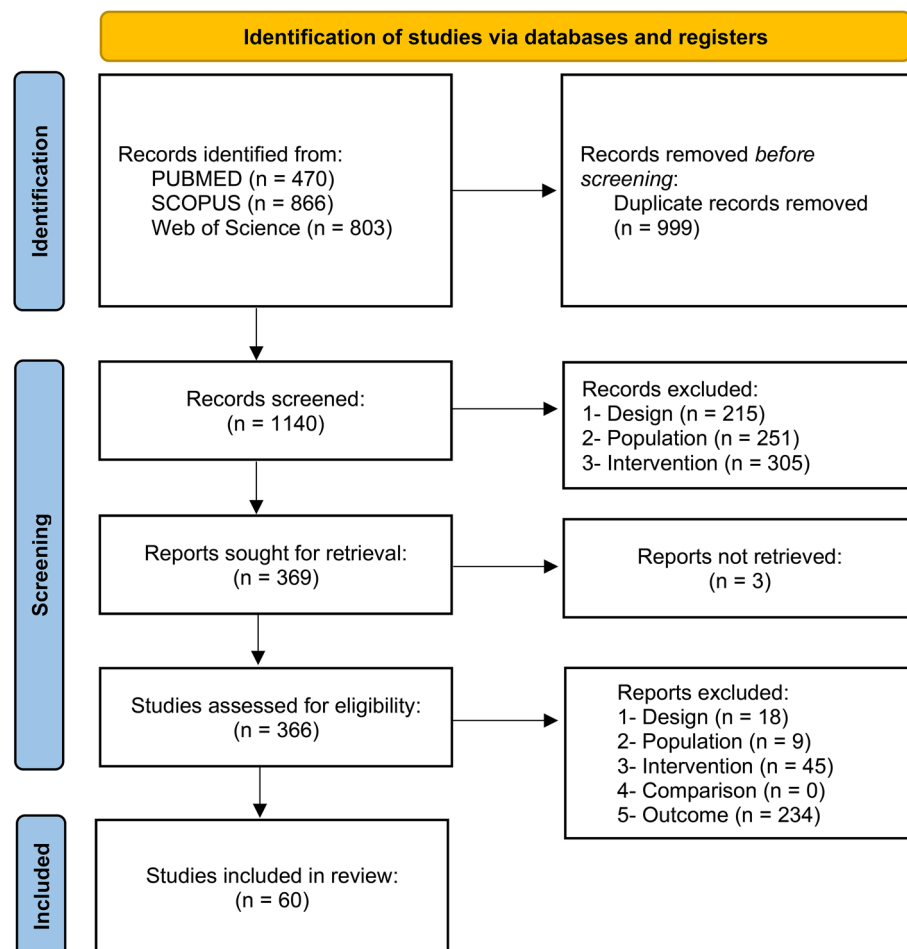 Identification of studies via databases and registers
Identification
Records identified from:
PUBMED (n = 470)
SCOPUS (n = 866)
Web of Science (n = 803)
Records removed before
screening:
Duplicate records removed
(n = 999)
Screening
Records screened:
(n = 1140)
Records excluded:
1- Design (n = 215)
2- Population (n = 251)
3- Intervention (n = 305)
Reports sought for retrieval:
(n = 369)
Reports not retrieved:
(n = 3)
Studies assessed for eligibility:
(n = 366)
Reports excluded:
1- Design (n = 18)
2- Population (n = 9)
3- Intervention (n = 45)
4- Comparison (n = 0)
5- Outcome (n = 234)
Included
Studies included in review:
(n = 60)